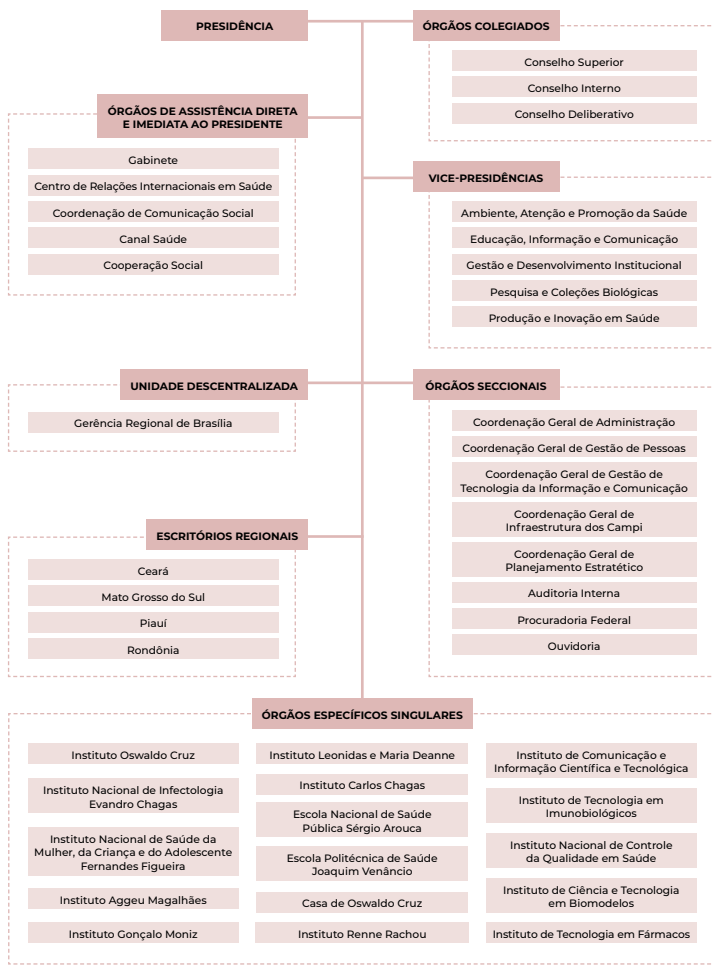 PRESIDÊNCIA
ÓRGÃOS COLEGIADOS
Conselho Superior
Conselho Interno
Conselho Deliberativo
ÓRGÃOS DE ASSISTÊNCIA DIRETA
E IMEDIATA AO PRESIDENTE
Gabinete
Centro de Relações Internacionais em Saúde
Coordenação de Comunicação Social
Canal Saúde
Cooperação Social
VICE-PRESIDÊNCIAS
Ambiente, Atenção e Promoção da Saúde
Educação, Informação e Comunicação
Gestão e Desenvolvimento Institucional
Pesquisa e Coleções Biológicas
Produção e Inovação em Saúde
UNIDADE DESCENTRALIZADA
Gerência Regional de Brasília
ÓRGÃOS SECCIONAIS
Coordenação Geral de Administração
Coordenação Geral de Gestão de Pessoas
Coordenação Geral de Gestão de
Tecnologia da Informação e Comunicação
Coordenação Geral de
Infraestrutura dos Campi
Coordenação Geral de
Planejamento Estratético
Auditoria Interna
Procuradoria Federal
Ouvidoria
ESCRITÓRIOS REGIONAIS
Ceará
Mato Grosso do Sul
Piauí
Rondônia
ÓRGÃOS ESPECÍFICOS SINGULARES
Instituto Oswaldo Cruz
Instituto Nacional de Infectologia
Evandro Chagas
Instituto Nacional de Saúde da
Mulher, da Criança e do Adolescente
Fernandes Figueira
Instituto Aggeu Magalhães
Instituto Gonçalo Moniz
Instituto Leonidas e Maria Deanne
Instituto Carlos Chagas
Escola Nacional de Saúde
Pública Sérgio Arouca
Escola Politécnica de Saúde
Joaquim Venâncio
Casa de Oswaldo Cruz
Instituto Renne Rachou
Instituto de Comunicação e
Informação Científica e Tecnológica
Instituto de Tecnologia em
Imunobiológicos
Instituto Nacional de Controle
da Qualidade em Saúde
Instituto de Ciência e Tecnologia
em Biomodelos
Instituto de Tecnologia em Fármacos